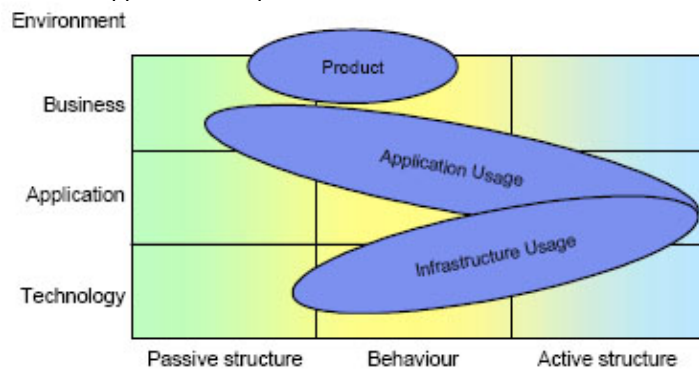 Environment
Product
Business
Application Usage
Application
Infrastructure Usage
Technology
Passive structure Behaviour Active structure